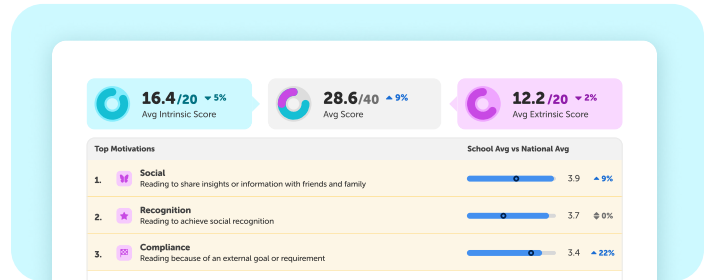 16.4/20 5%
Avg Intrinsic Score
28.6/40 9%
Avg Score
12.2/20 2%
Avg Extrinsic Score
Top Motivations School Avg vs National Avg
1. Social
Reading to share insights or information with friends and family
3.9 9%
2. Recognition
Reading to achieve social recognition
3.7 0%
3. Compliance
Reading because of an external goal or requirement
3.4 22%